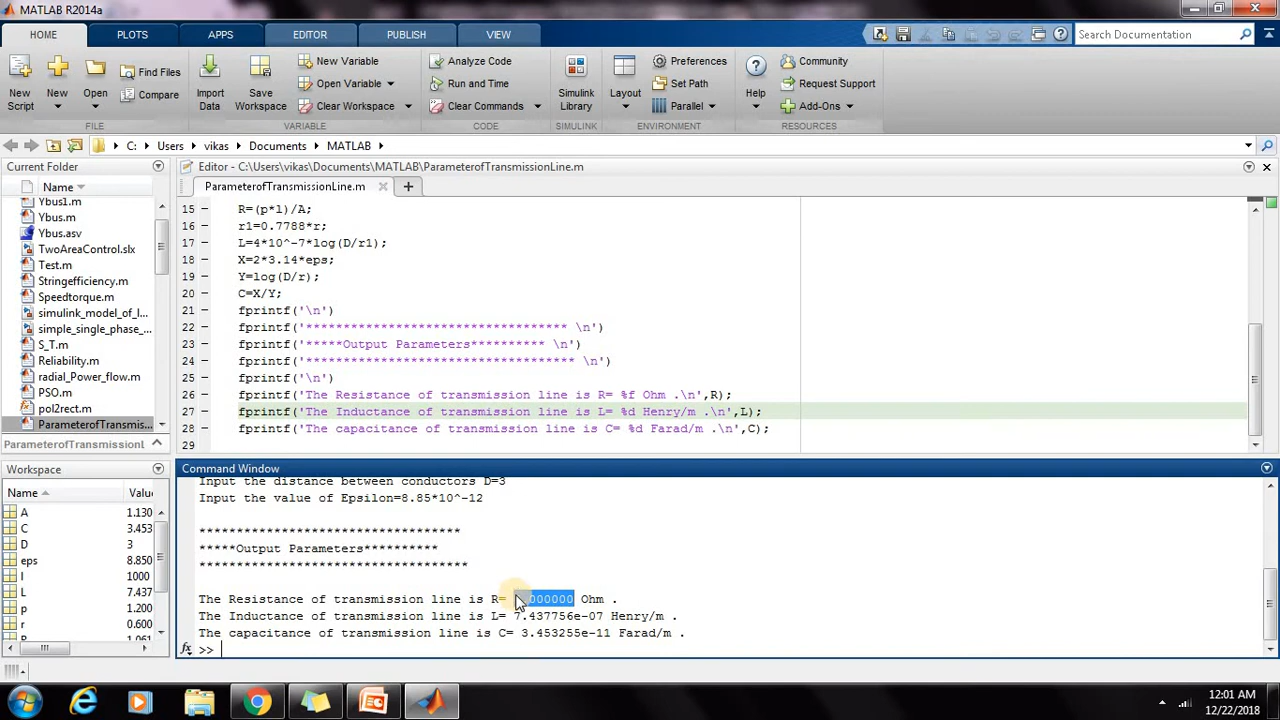 MATLAB R2014a
HOME PLOTS APPS EDITOR PUBLISH VIEW
Search Documentation
New Script
New
Open
Find Files
Compare
Import Data
Save Workspace
New Variable
Open Variable
Clear Workspace
Analyze Code
Run and Time
Clear Commands
Simulink Library
Layout
Preferences
Set Path
Parallel
Help
Community
Request Support
Add-Ons
FILE VARIABLE CODE SIMULINK ENVIRONMENT RESOURCES
C: Users vikas Documents MATLAB
Current Folder
Name
Ybus1.m
Ybus.m
Ybus.asv
TwoAreaControl.slx
Test.m
Stringefficiency.m
Speedtorque.m
simulink_model_of_l...
simple_single_phase_...
S_T.m
Reliability.m
radial_Power_flow.m
PSO.m
pol2rect.m
ParameterofTransmis...
ParameterofTransmissionL
Workspace
Name Value
A 1.130
C 3.453
D 3
eps 8.850
l 1000
L 7.437
p
r 0.600
R 1.061
Editor - C:\Users\vikas\Documents\MATLAB\ParameterofTransmissionLine.m
ParameterofTransmissionLine.m
15 – R=(p*l)/A;
16 – r1=0.7788*r;
17 – L=4*10^-7*log(D/r1);
18 – X=2*3.14*eps;
19 – Y=log(D/r);
20 – C=X/Y;
21 – fprintf('\n')
22 – fprintf('*********************************** \n')
23 – fprintf('*****Output Parameters********** \n')
24 – fprintf('************************************ \n')
25 – fprintf('\n')
26 – fprintf('The Resistance of transmission line is R= %f Ohm .\n',R);
27 – fprintf('The Inductance of transmission line is L= %d Henry/m .\n',L);
28 – fprintf('The capacitance of transmission line is C= %d Farad/m .\n',C);
29
Command Window
Input the distance between conductors D=3
Input the value of Epsilon=8.85*10^-12
***********************************
*****Output Parameters**********
************************************
The Resistance of transmission line is R= 000000 Ohm .
The Inductance of transmission line is L= 7.437756e-07 Henry/m .
The capacitance of transmission line is C= 3.453255e-11 Farad/m .
fx >>
12:01 AM
12/22/2018